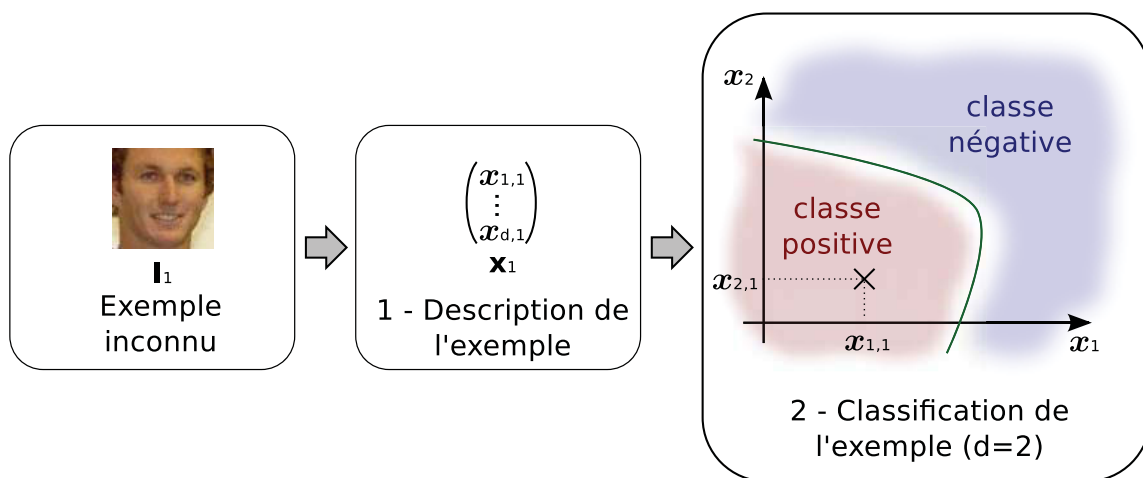 I1
Exemple
inconnu
x1,1
⋮
xd,1
x1
1 - Description de
l'exemple
x2
classe
négative
classe
positive
x2,1
x1,1
x1
2 - Classification de
l'exemple (d=2)